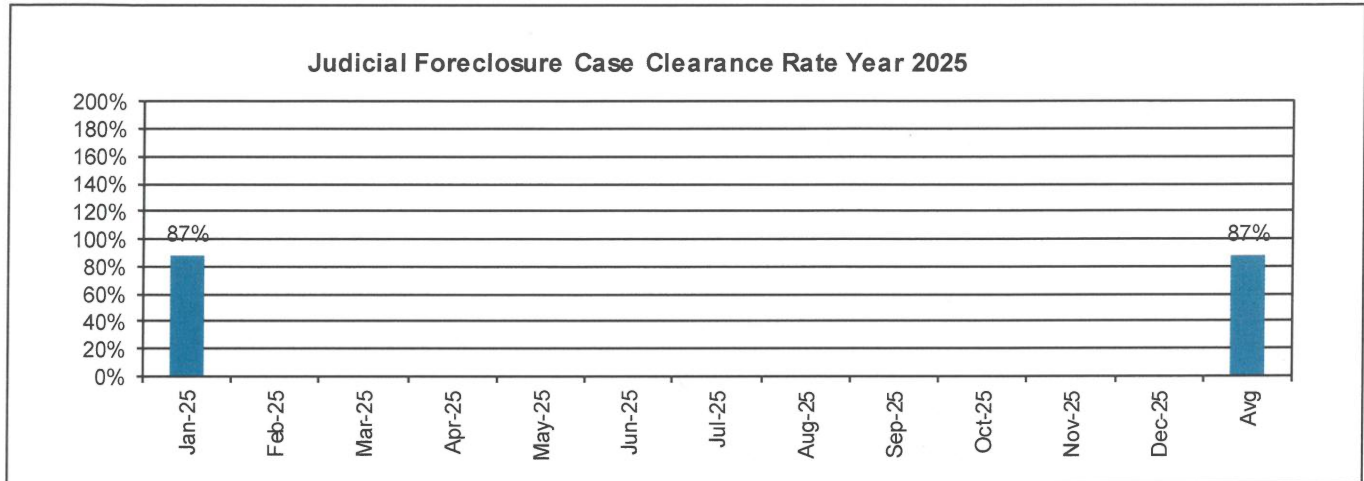 Judicial Foreclosure Case Clearance Rate Year 2025
200%
180%
160%
140%
120%
100%
80%
60%
40%
20%
0%
87%
87%
Jan-25
Feb-25
Mar-25
Apr-25
May-25
Jun-25
Jul-25
Aug-25
Sep-25
Oct-25
Nov-25
Dec-25
Avg